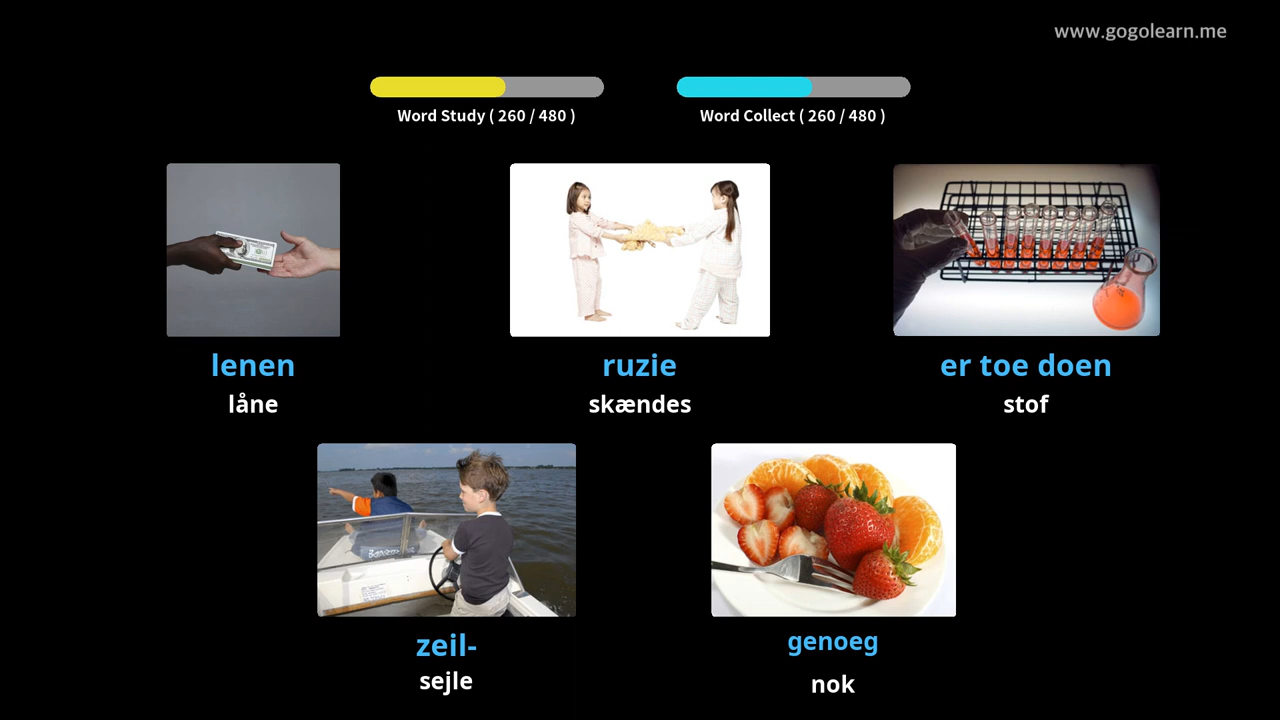 www.gogolearn.me
Word Study ( 260 / 480 )
Word Collect ( 260 / 480 )
lenen
låne
ruzie
skændes
er toe doen
stof
zeil-
sejle
genoeg
nok